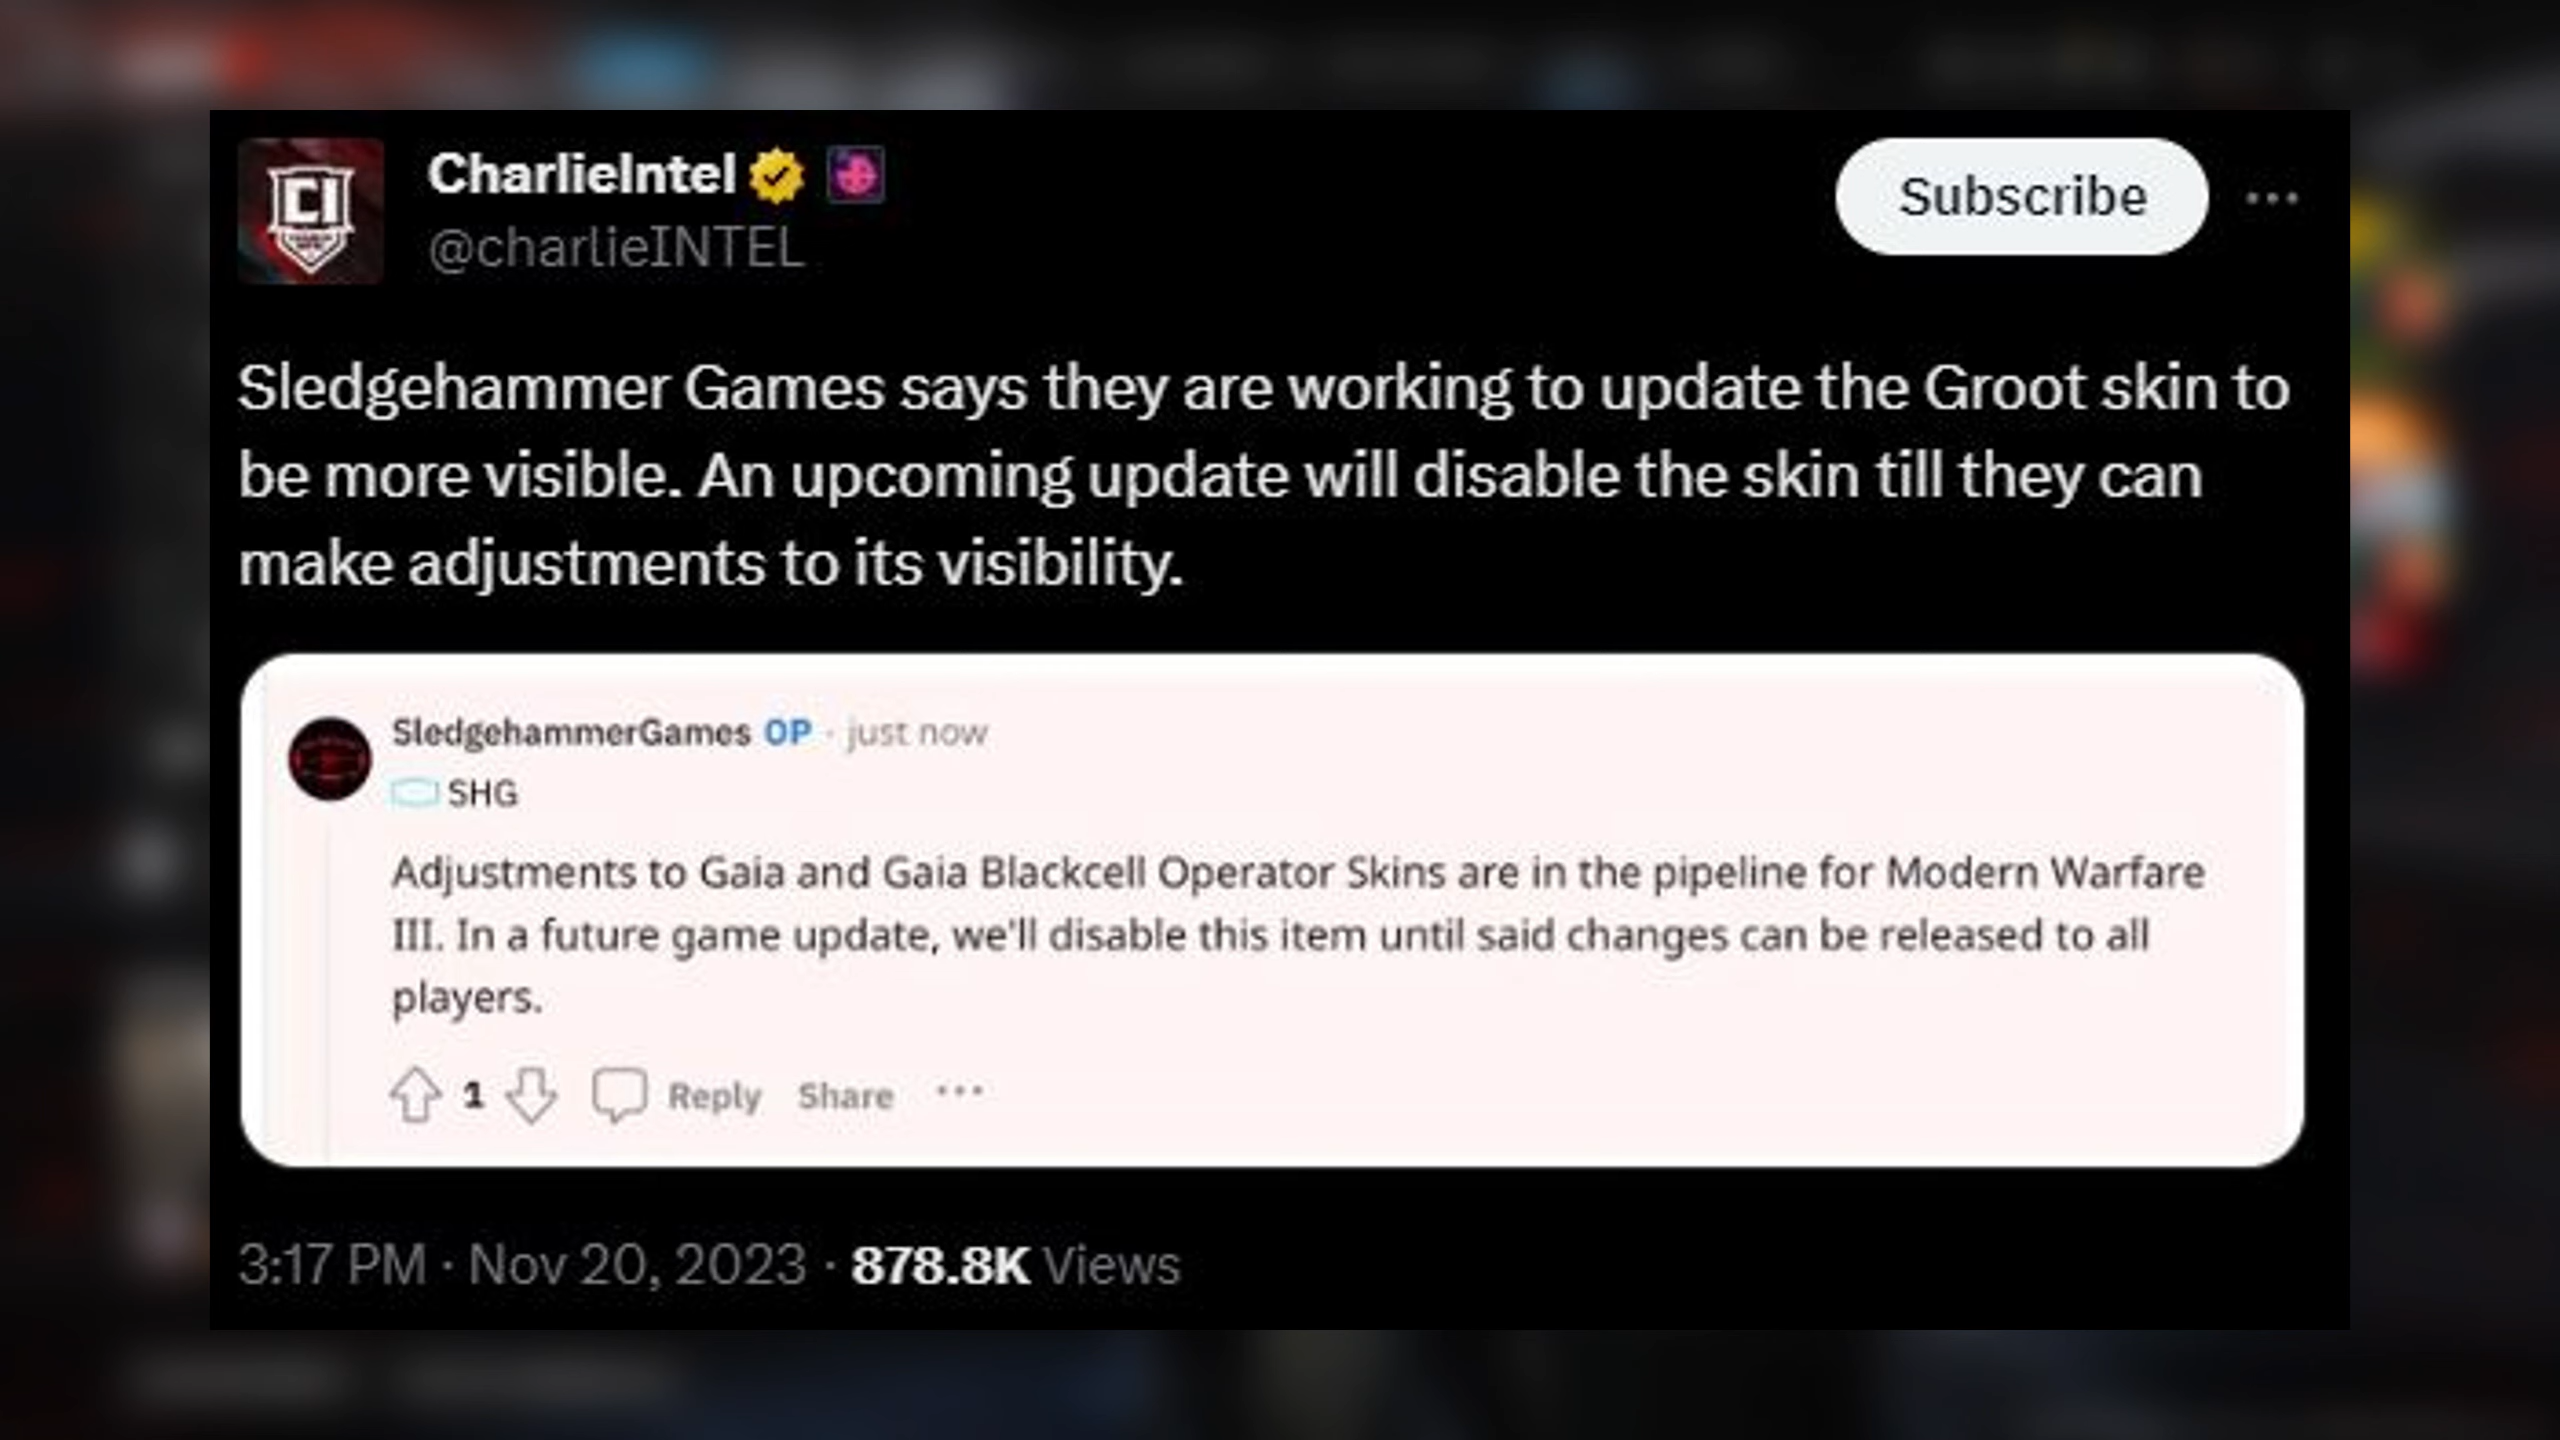 CI
CharlieIntel
@charlieINTEL
Subscribe
Sledgehammer Games says they are working to update the Groot skin to
be more visible. An upcoming update will disable the skin till they can
make adjustments to its visibility.
SledgehammerGames OP · just now
SHG
Adjustments to Gaia and Gaia Blackcell Operator Skins are in the pipeline for Modern Warfare
III. In a future game update, we'll disable this item until said changes can be released to all
players.
1 Reply Share ···
3:17 PM · Nov 20, 2023 · 878.8K Views